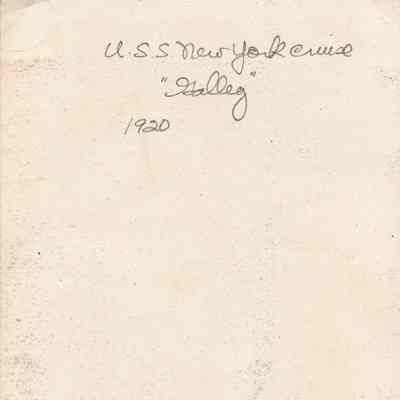 U.S.S New York cruise
"Galley"
1920